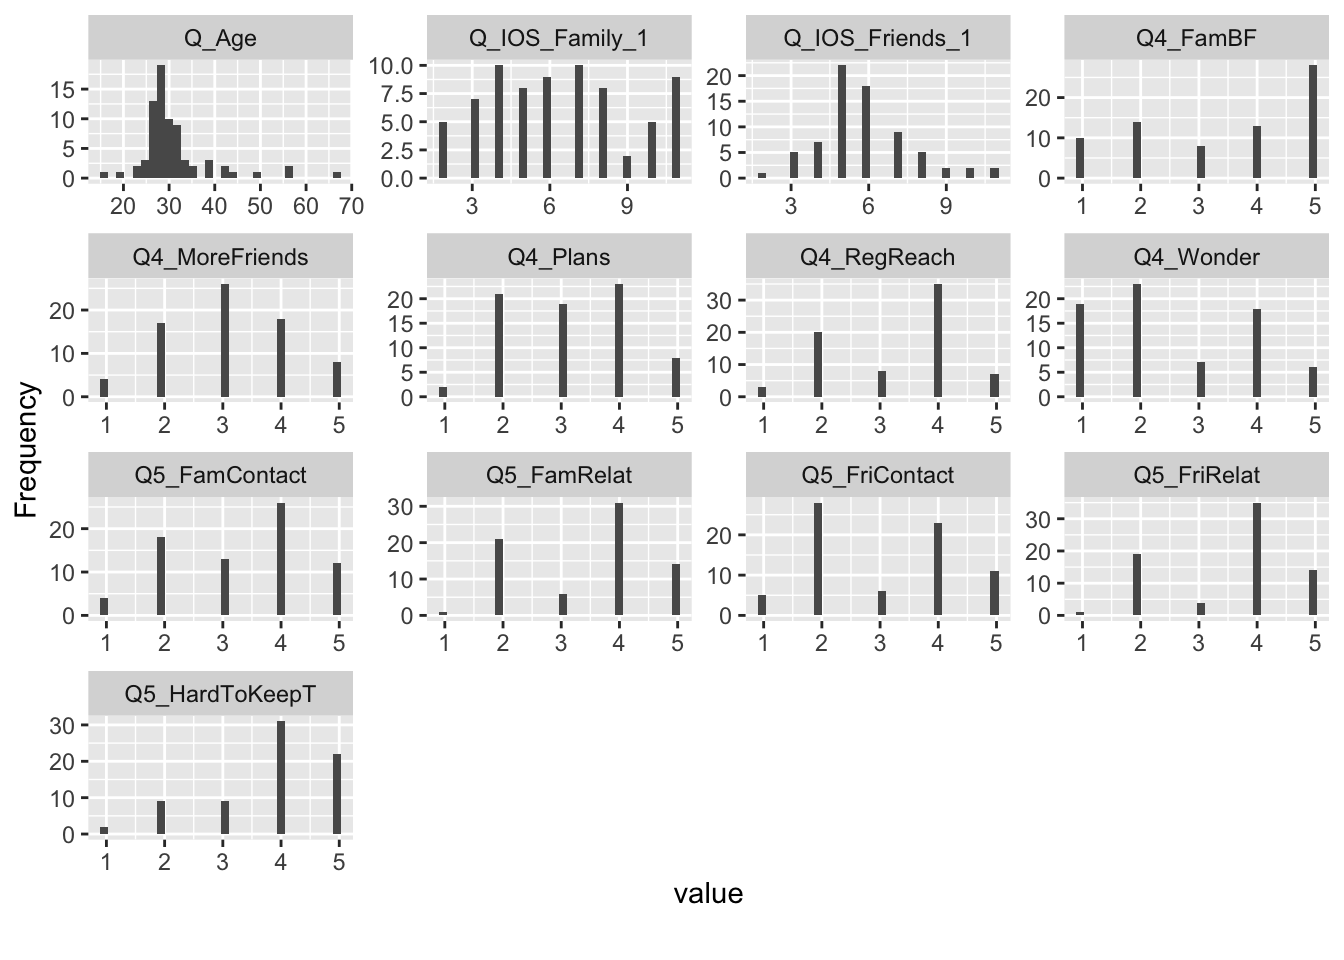 Q_Age Q_IOS_Family_1 Q_IOS_Friends_1 Q4_FamBF
15 10.0 20 20
10 7.5 15 10
5 5.0 10 0
0 2.5 5
0.0 0
20 30 40 50 60 70 3 6 9 3 6 9 1 2 3 4 5
Q4_MoreFriends Q4_Plans Q4_RegReach Q4_Wonder
20 20 30 20
10 15 20 15
0 10 10 10
5 0 5
0 0
1 2 3 4 5 1 2 3 4 5 1 2 3 4 5 1 2 3 4 5
Frequency
Q5_FamContact Q5_FamRelat Q5_FriContact Q5_FriRelat
20 30 20 30
10 20 10 20
0 10 0 10
0 0
1 2 3 4 5 1 2 3 4 5 1 2 3 4 5 1 2 3 4 5
Q5_HardToKeepT
30
20
10
0
1 2 3 4 5
value